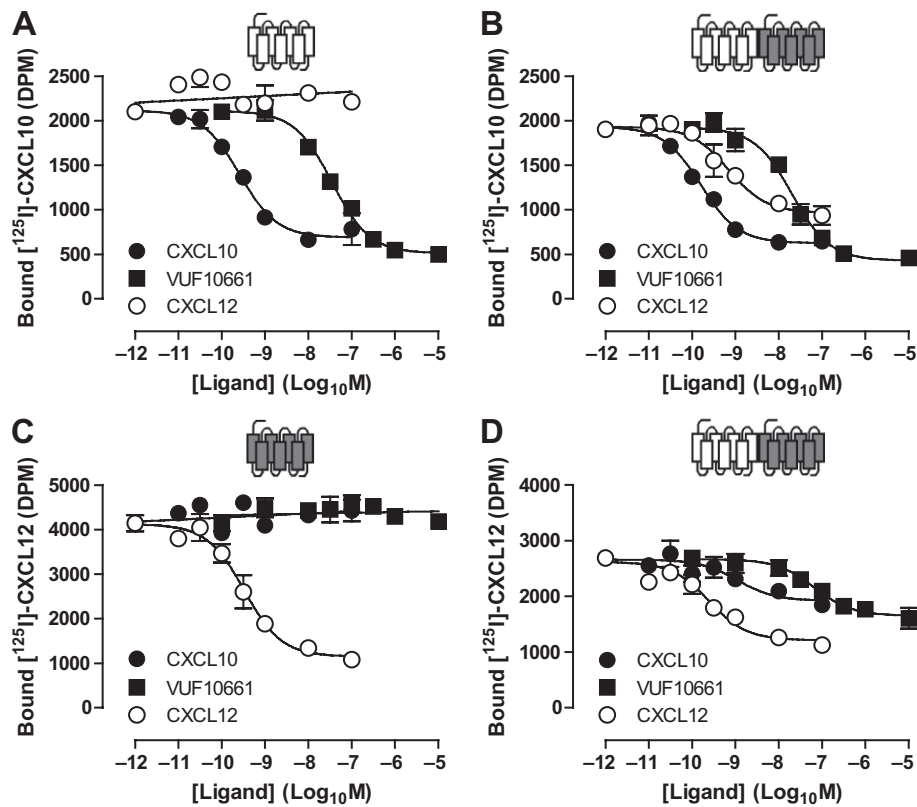 A
Bound [¹²⁵I]-CXCL10 (DPM)
2500
2000
1500
1000
500
0
CXCL10
VUF10661
CXCL12
–12 –11 –10 –9 –8 –7 –6 –5
[Ligand] (Log₁₀M)
B
Bound [¹²⁵I]-CXCL10 (DPM)
2500
2000
1500
1000
500
0
CXCL10
VUF10661
CXCL12
–12 –11 –10 –9 –8 –7 –6 –5
[Ligand] (Log₁₀M)
C
Bound [¹²⁵I]-CXCL12 (DPM)
5000
4000
3000
2000
1000
0
CXCL10
VUF10661
CXCL12
–12 –11 –10 –9 –8 –7 –6 –5
[Ligand] (Log₁₀M)
D
Bound [¹²⁵I]-CXCL12 (DPM)
4000
3000
2000
1000
0
CXCL10
VUF10661
CXCL12
–12 –11 –10 –9 –8 –7 –6 –5
[Ligand] (Log₁₀M)